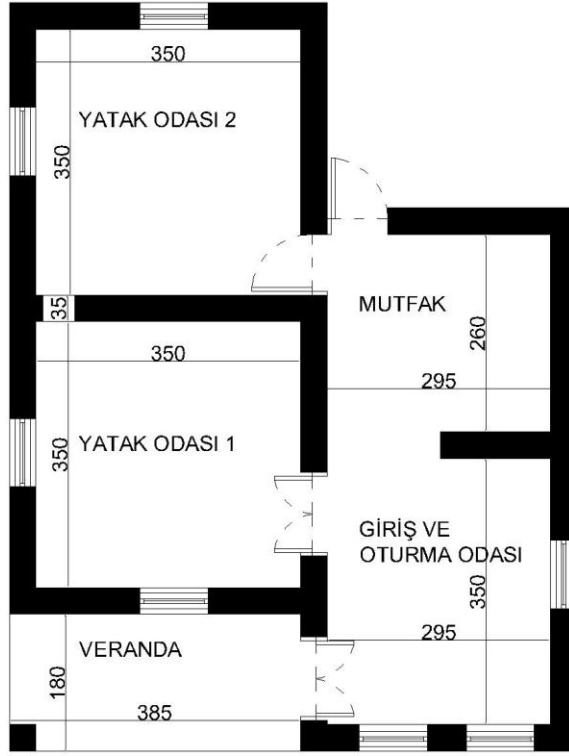 350
YATAK ODASI 2
350
35
MUTFAK
260
295
350
YATAK ODASI 1
350
GİRİŞ VE
OTURMA ODASI
350
295
VERANDA
180
385